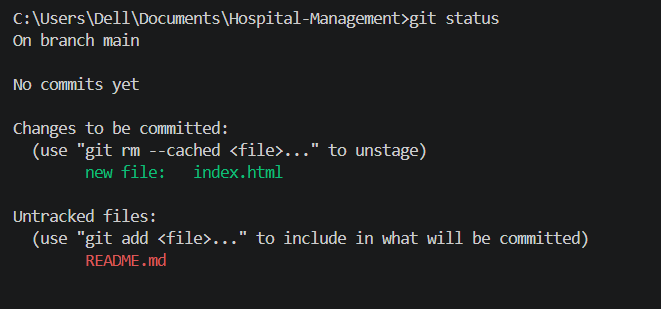 C:\Users\Dell\Documents\Hospital-Management>git status
On branch main
No commits yet
Changes to be committed:
(use "git rm --cached <file>..." to unstage)
new file:   index.html
Untracked files:
(use "git add <file>..." to include in what will be committed)
README.md